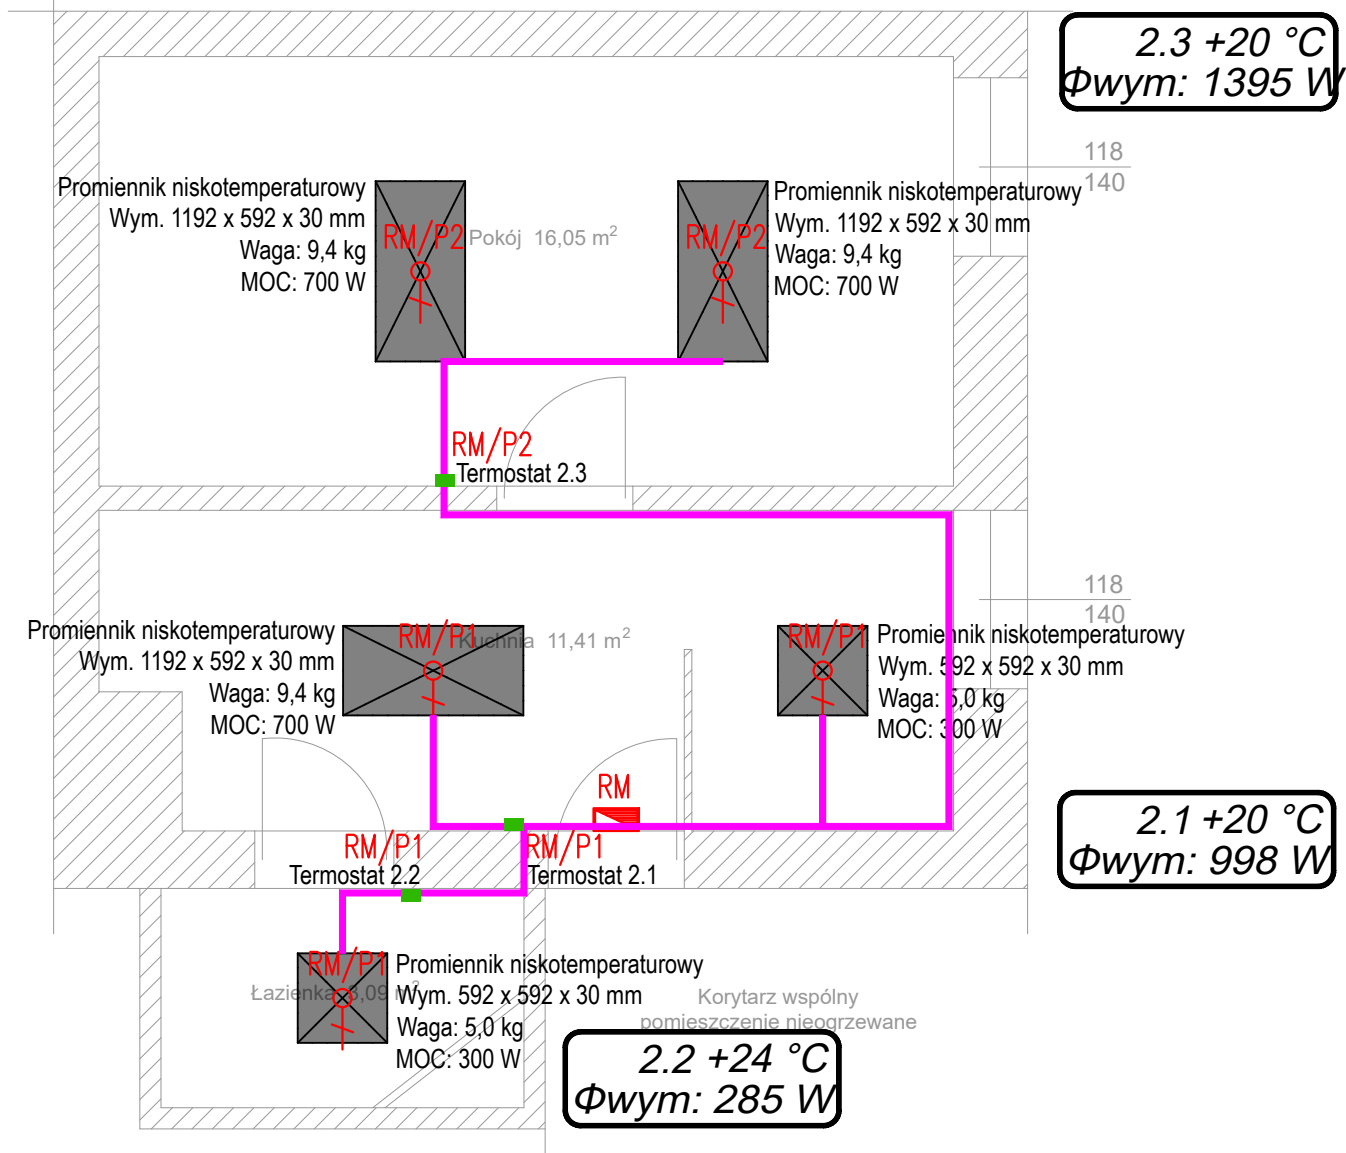 2.3 +20 °C
Φwym: 1395 W
118
140
Promiennik niskotemperaturowy
Wym. 1192 x 592 x 30 mm
Waga: 9,4 kg
MOC: 700 W
RM/P2
Pokój 16,05 m²
RM/P2
Promiennik niskotemperaturowy
Wym. 1192 x 592 x 30 mm
Waga: 9,4 kg
MOC: 700 W
RM/P2
Termostat 2.3
118
140
Promiennik niskotemperaturowy
Wym. 1192 x 592 x 30 mm
Waga: 9,4 kg
MOC: 700 W
RM/P1
Kuchnia 11,41 m²
RM/P1
Promiennik niskotemperaturowy
Wym. 592 x 592 x 30 mm
Waga: 5,0 kg
MOC: 300 W
RM
2.1 +20 °C
Φwym: 998 W
RM/P1
Termostat 2.2
RM/P1
Termostat 2.1
RM/P1
Łazienka 3,09 m²
Promiennik niskotemperaturowy
Wym. 592 x 592 x 30 mm
Waga: 5,0 kg
MOC: 300 W
Korytarz wspólny
pomieszczenie nieogrzewane
2.2 +24 °C
Φwym: 285 W